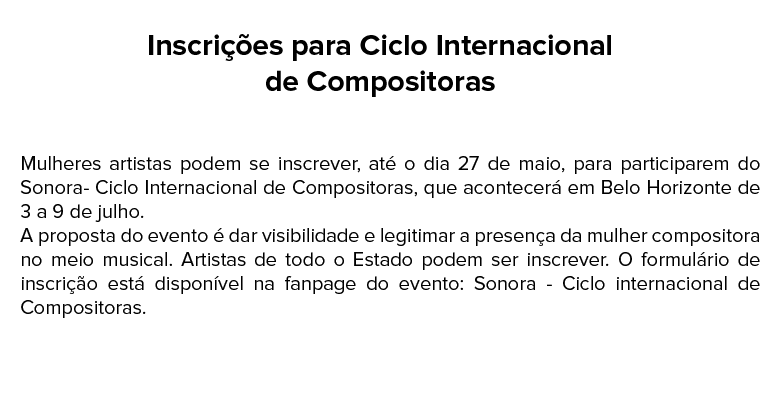 Inscrições para Ciclo Internacional
de Compositoras
Mulheres artistas podem se inscrever, até o dia 27 de maio, para participarem do
Sonora- Ciclo Internacional de Compositoras, que acontecerá em Belo Horizonte de
3 a 9 de julho.
A proposta do evento é dar visibilidade e legitimar a presença da mulher compositora
no meio musical. Artistas de todo o Estado podem ser inscrever. O formulário de
inscrição está disponível na fanpage do evento: Sonora - Ciclo internacional de
Compositoras.